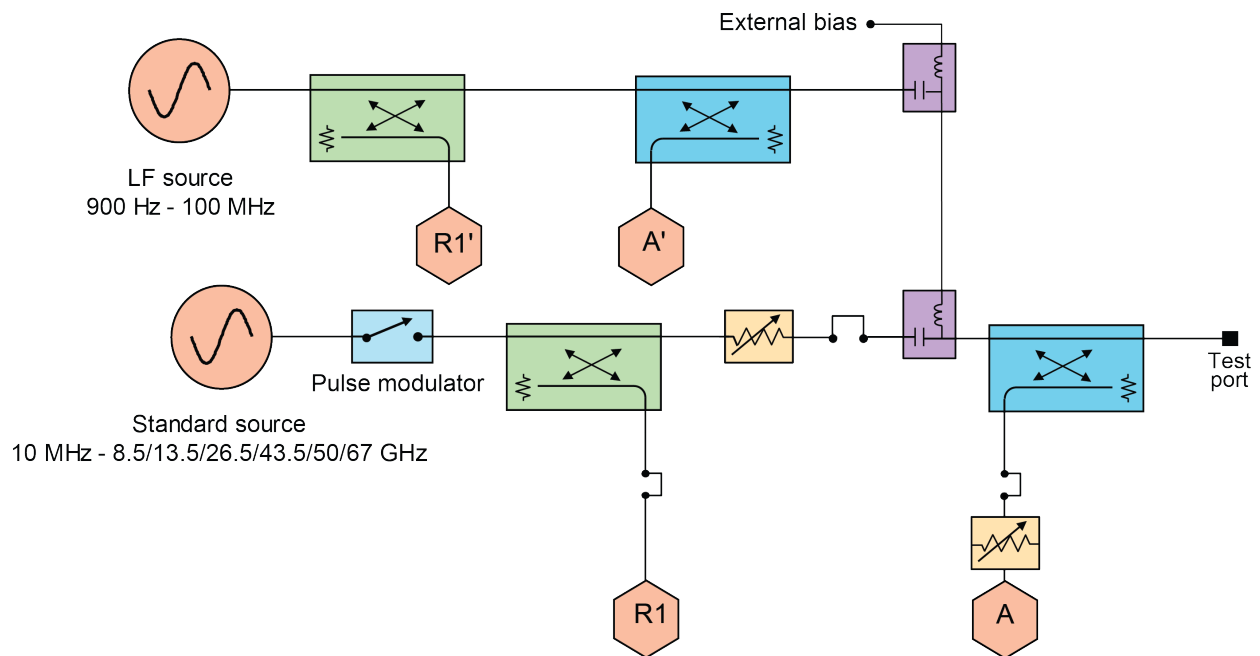 External bias
LF source
900 Hz - 100 MHz
R1'
A'
Pulse modulator
Standard source
10 MHz - 8.5/13.5/26.5/43.5/50/67 GHz
Test
port
R1
A